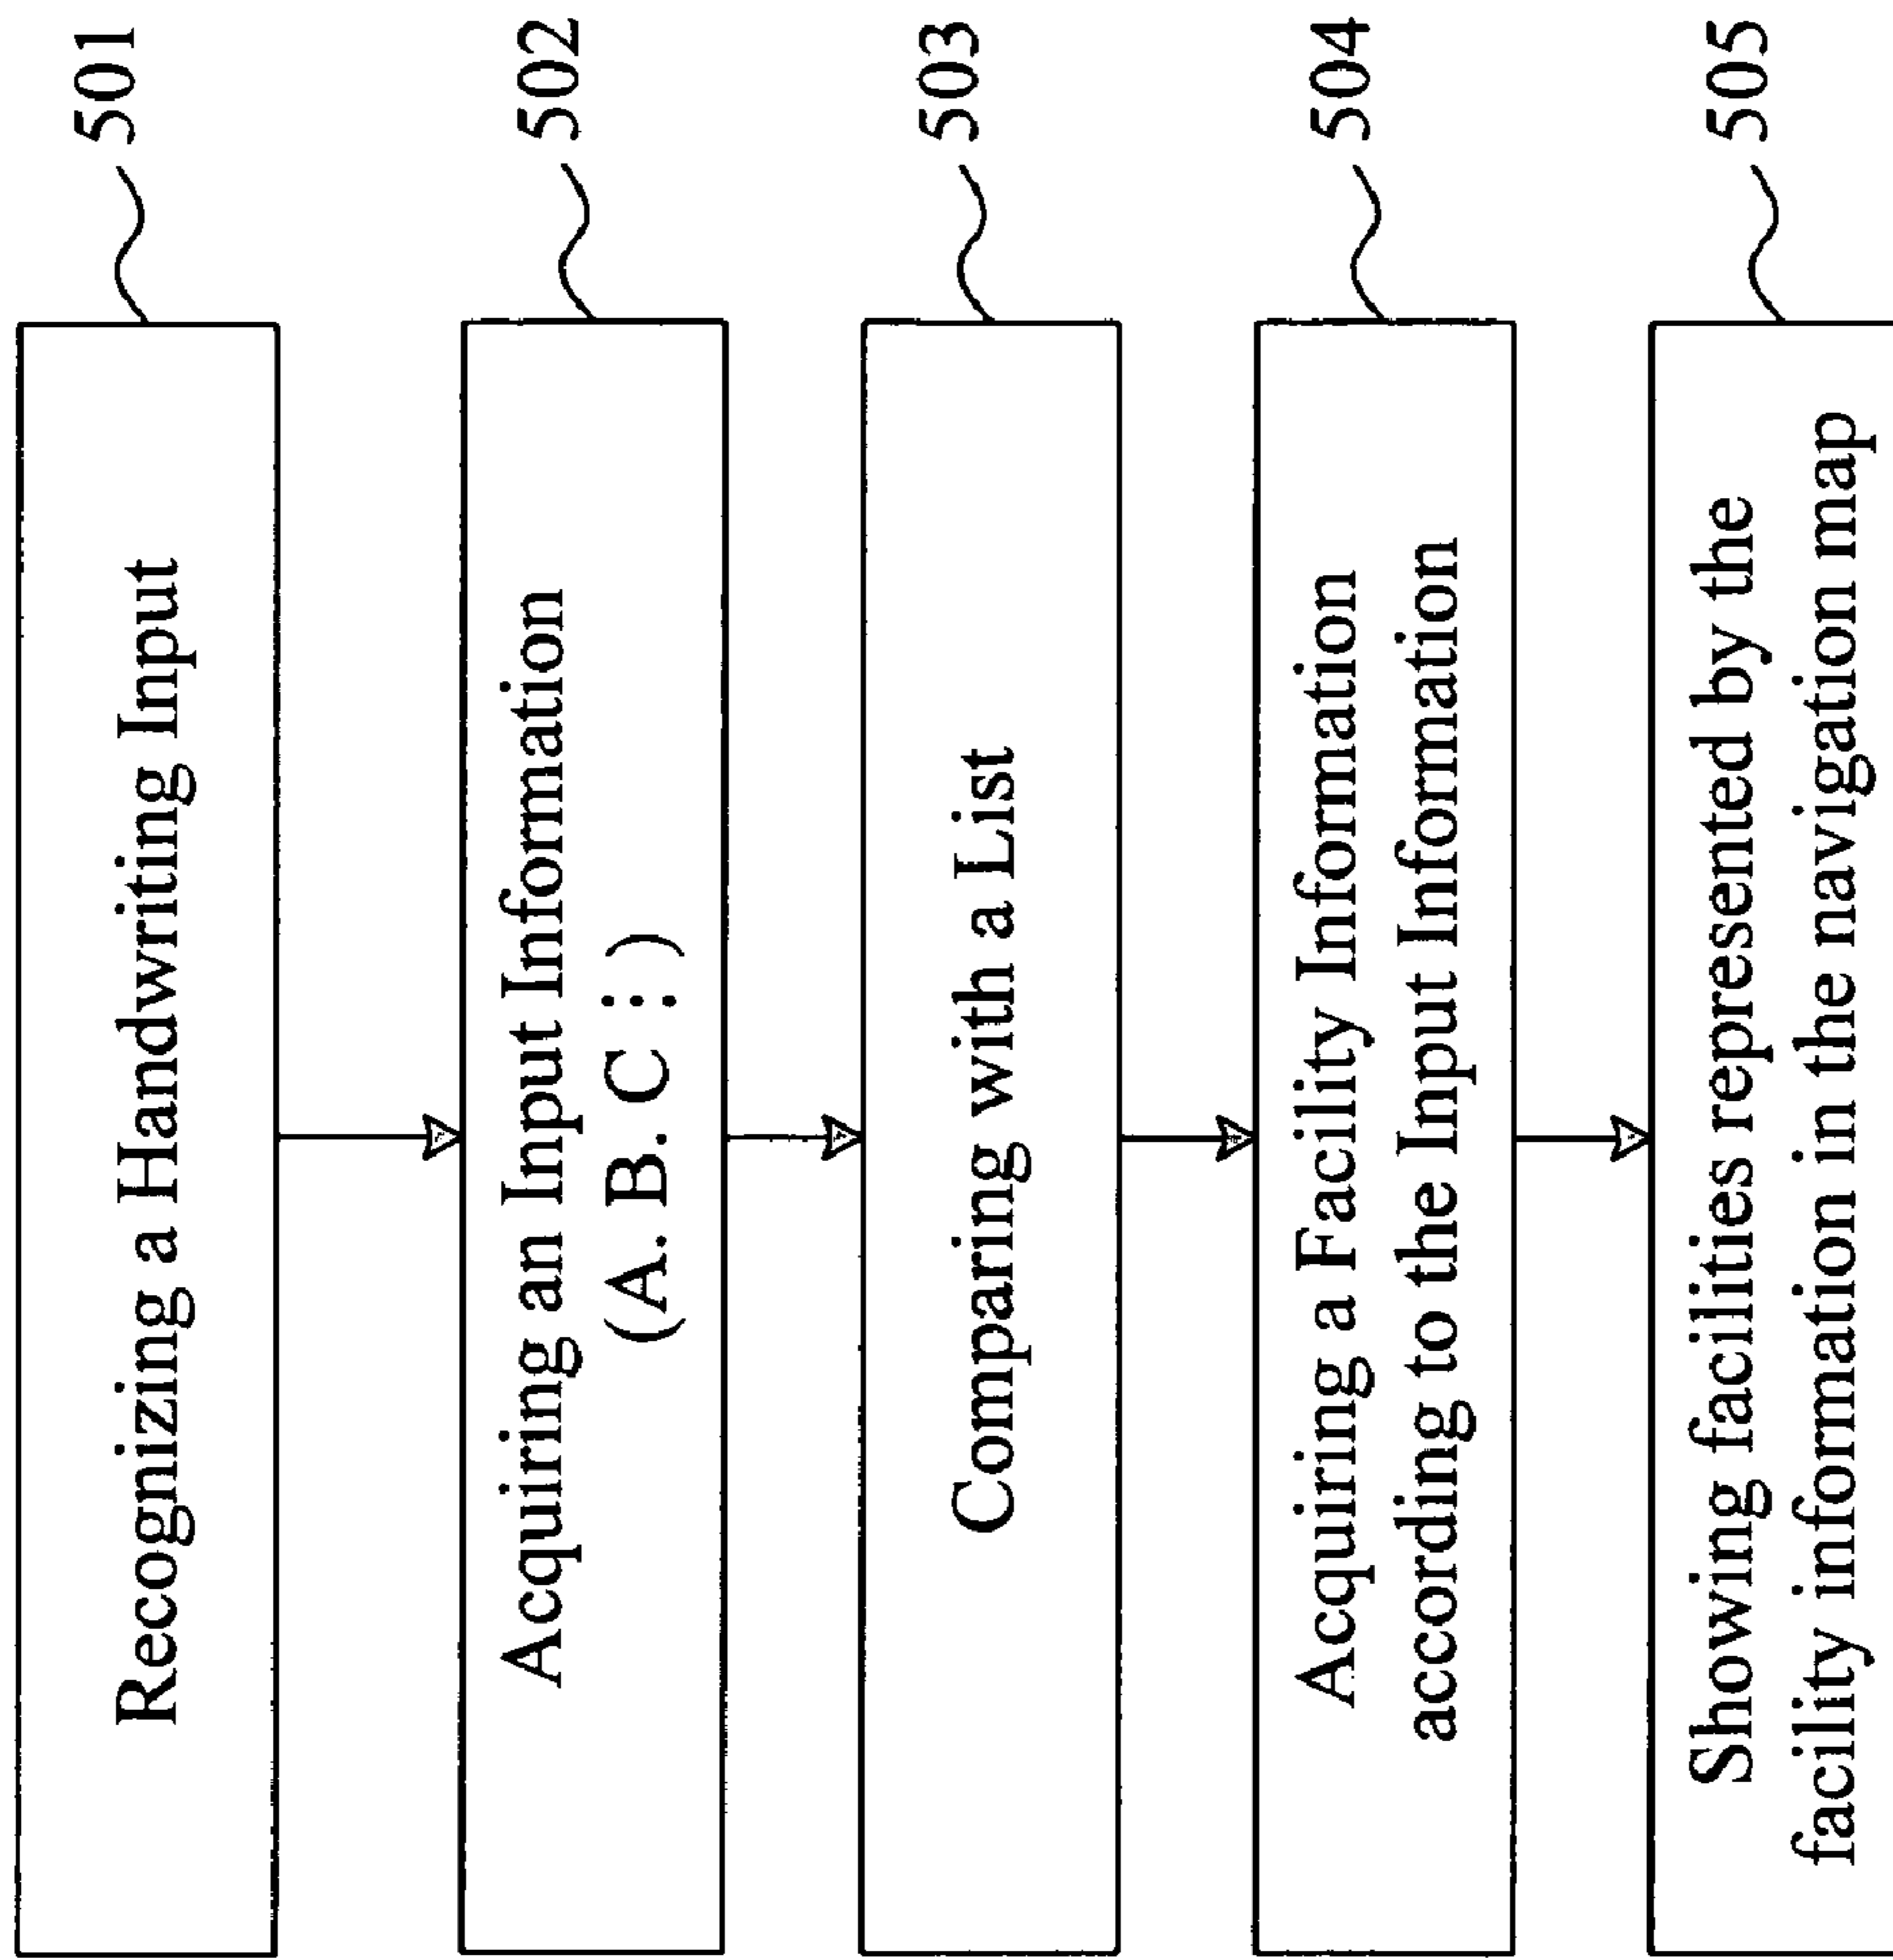 Recognizing a Handwriting Input
501
Acquiring an Input Information
(A. B. C ⋮ ⋮)
502
Comparing with a List
503
Acquiring a Facility Information
according to the Input Information
504
Showing facilities represented by the
facility information in the navigation map
505